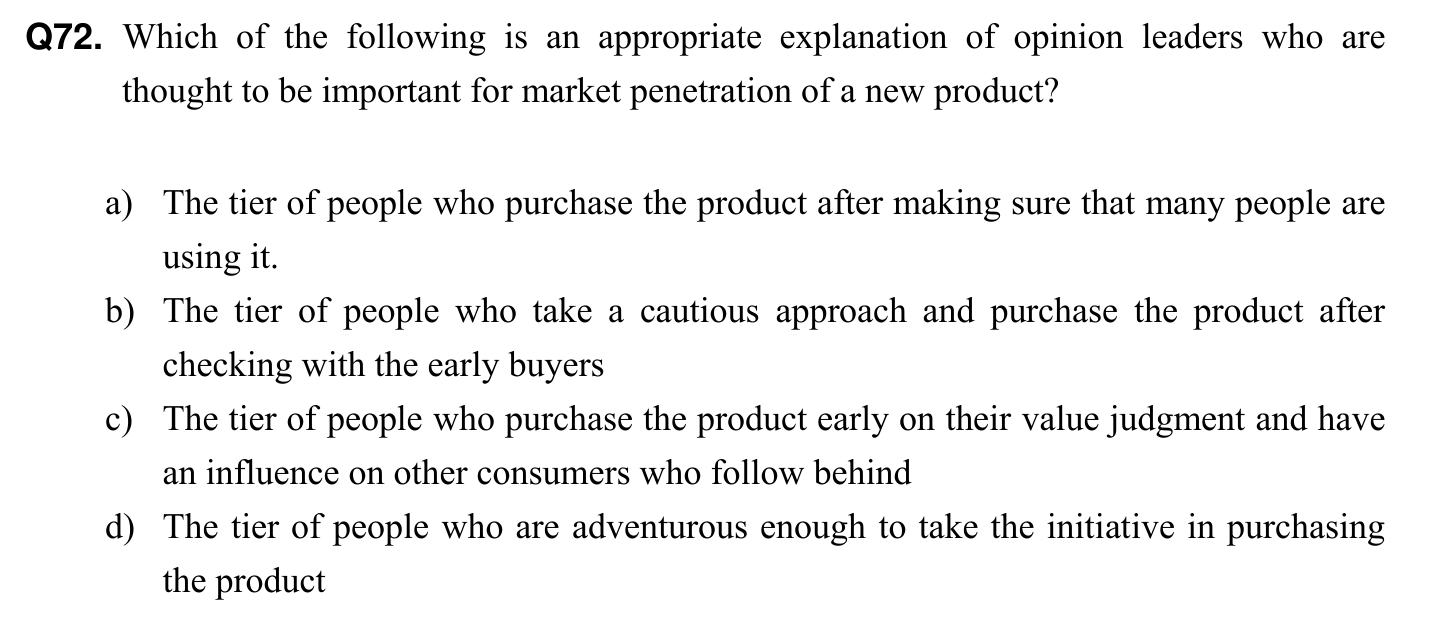 Q72. Which of the following is an appropriate explanation of opinion leaders who are
thought to be important for market penetration of a new product?
a) The tier of people who purchase the product after making sure that many people are
using it.
b) The tier of people who take a cautious approach and purchase the product after
checking with the early buyers
c) The tier of people who purchase the product early on their value judgment and have
an influence on other consumers who follow behind
d) The tier of people who are adventurous enough to take the initiative in purchasing
the product